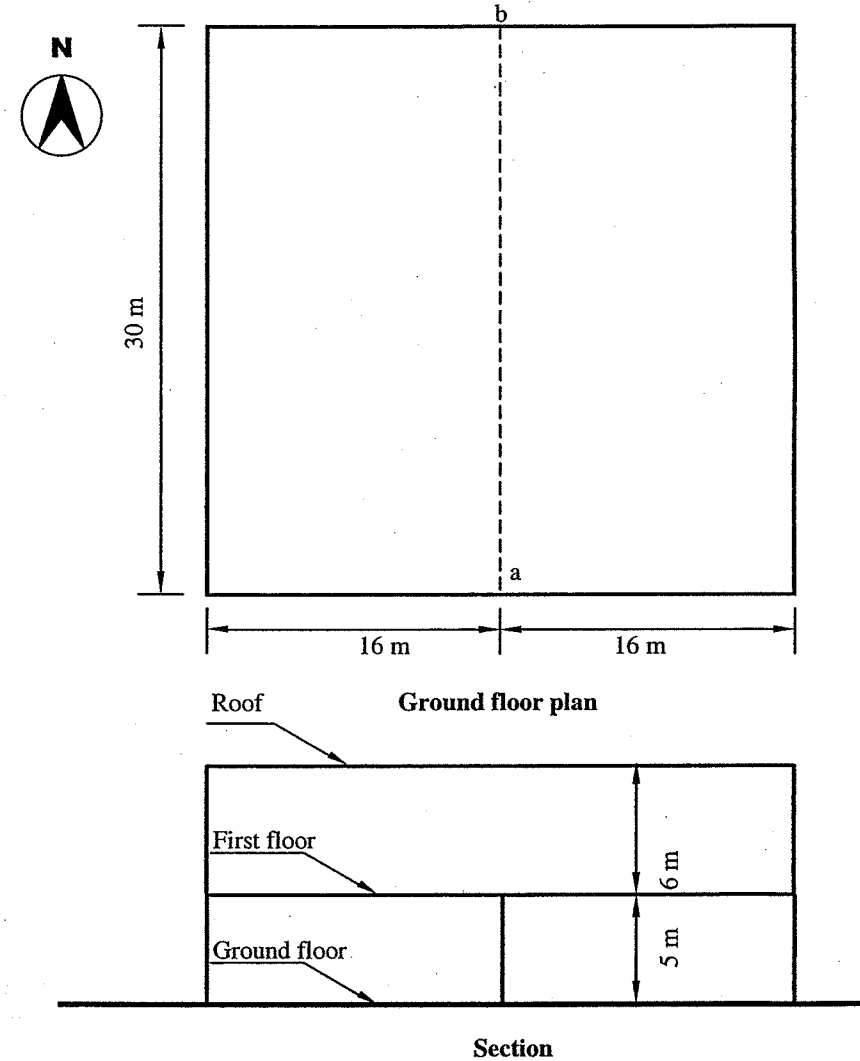 b
N
30 m
a
16 m
16 m
Ground floor plan
Roof
First floor
6 m
Ground floor
5 m
Section